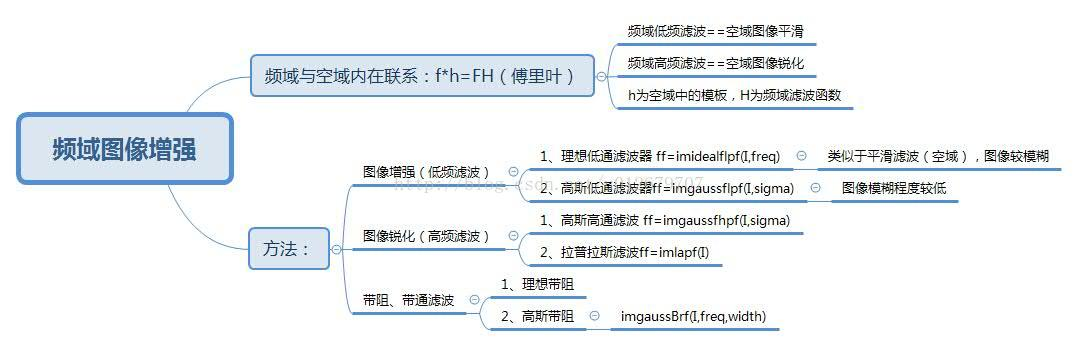 频域图像增强
频域与空域内在联系：f*h=FH（傅里叶）
频域低频滤波==空域图像平滑
频域高频滤波==空域图像锐化
h为空域中的模板，H为频域滤波函数
方法：
图像增强（低频滤波）
1、理想低通滤波器 ff=imidealflpf(I,freq)
类似于平滑滤波（空域），图像较模糊
2、高斯低通滤波器ff=imgaussflpf(I,sigma)
图像模糊程度较低
图像锐化（高频滤波）
1、高斯高通滤波 ff=imgaussfhpf(I,sigma)
2、拉普拉斯滤波ff=imlapf(I)
带阻、带通滤波
1、理想带阻
2、高斯带阻
imgaussBrf(I,freq,width)